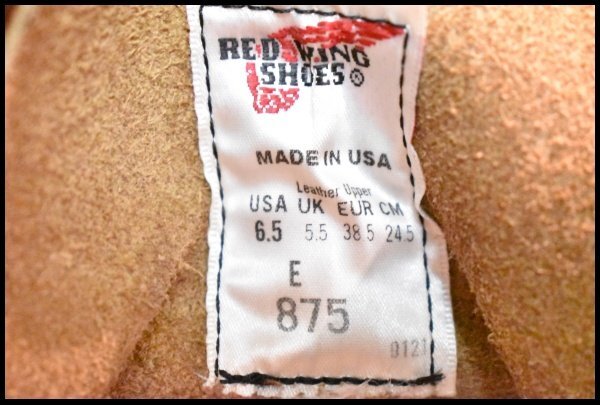 RED WING
SHOES®
MADE IN USA
Leather Upper
USA UK EUR CM
6.5 5.5 38.5 24.5
E
875
0121